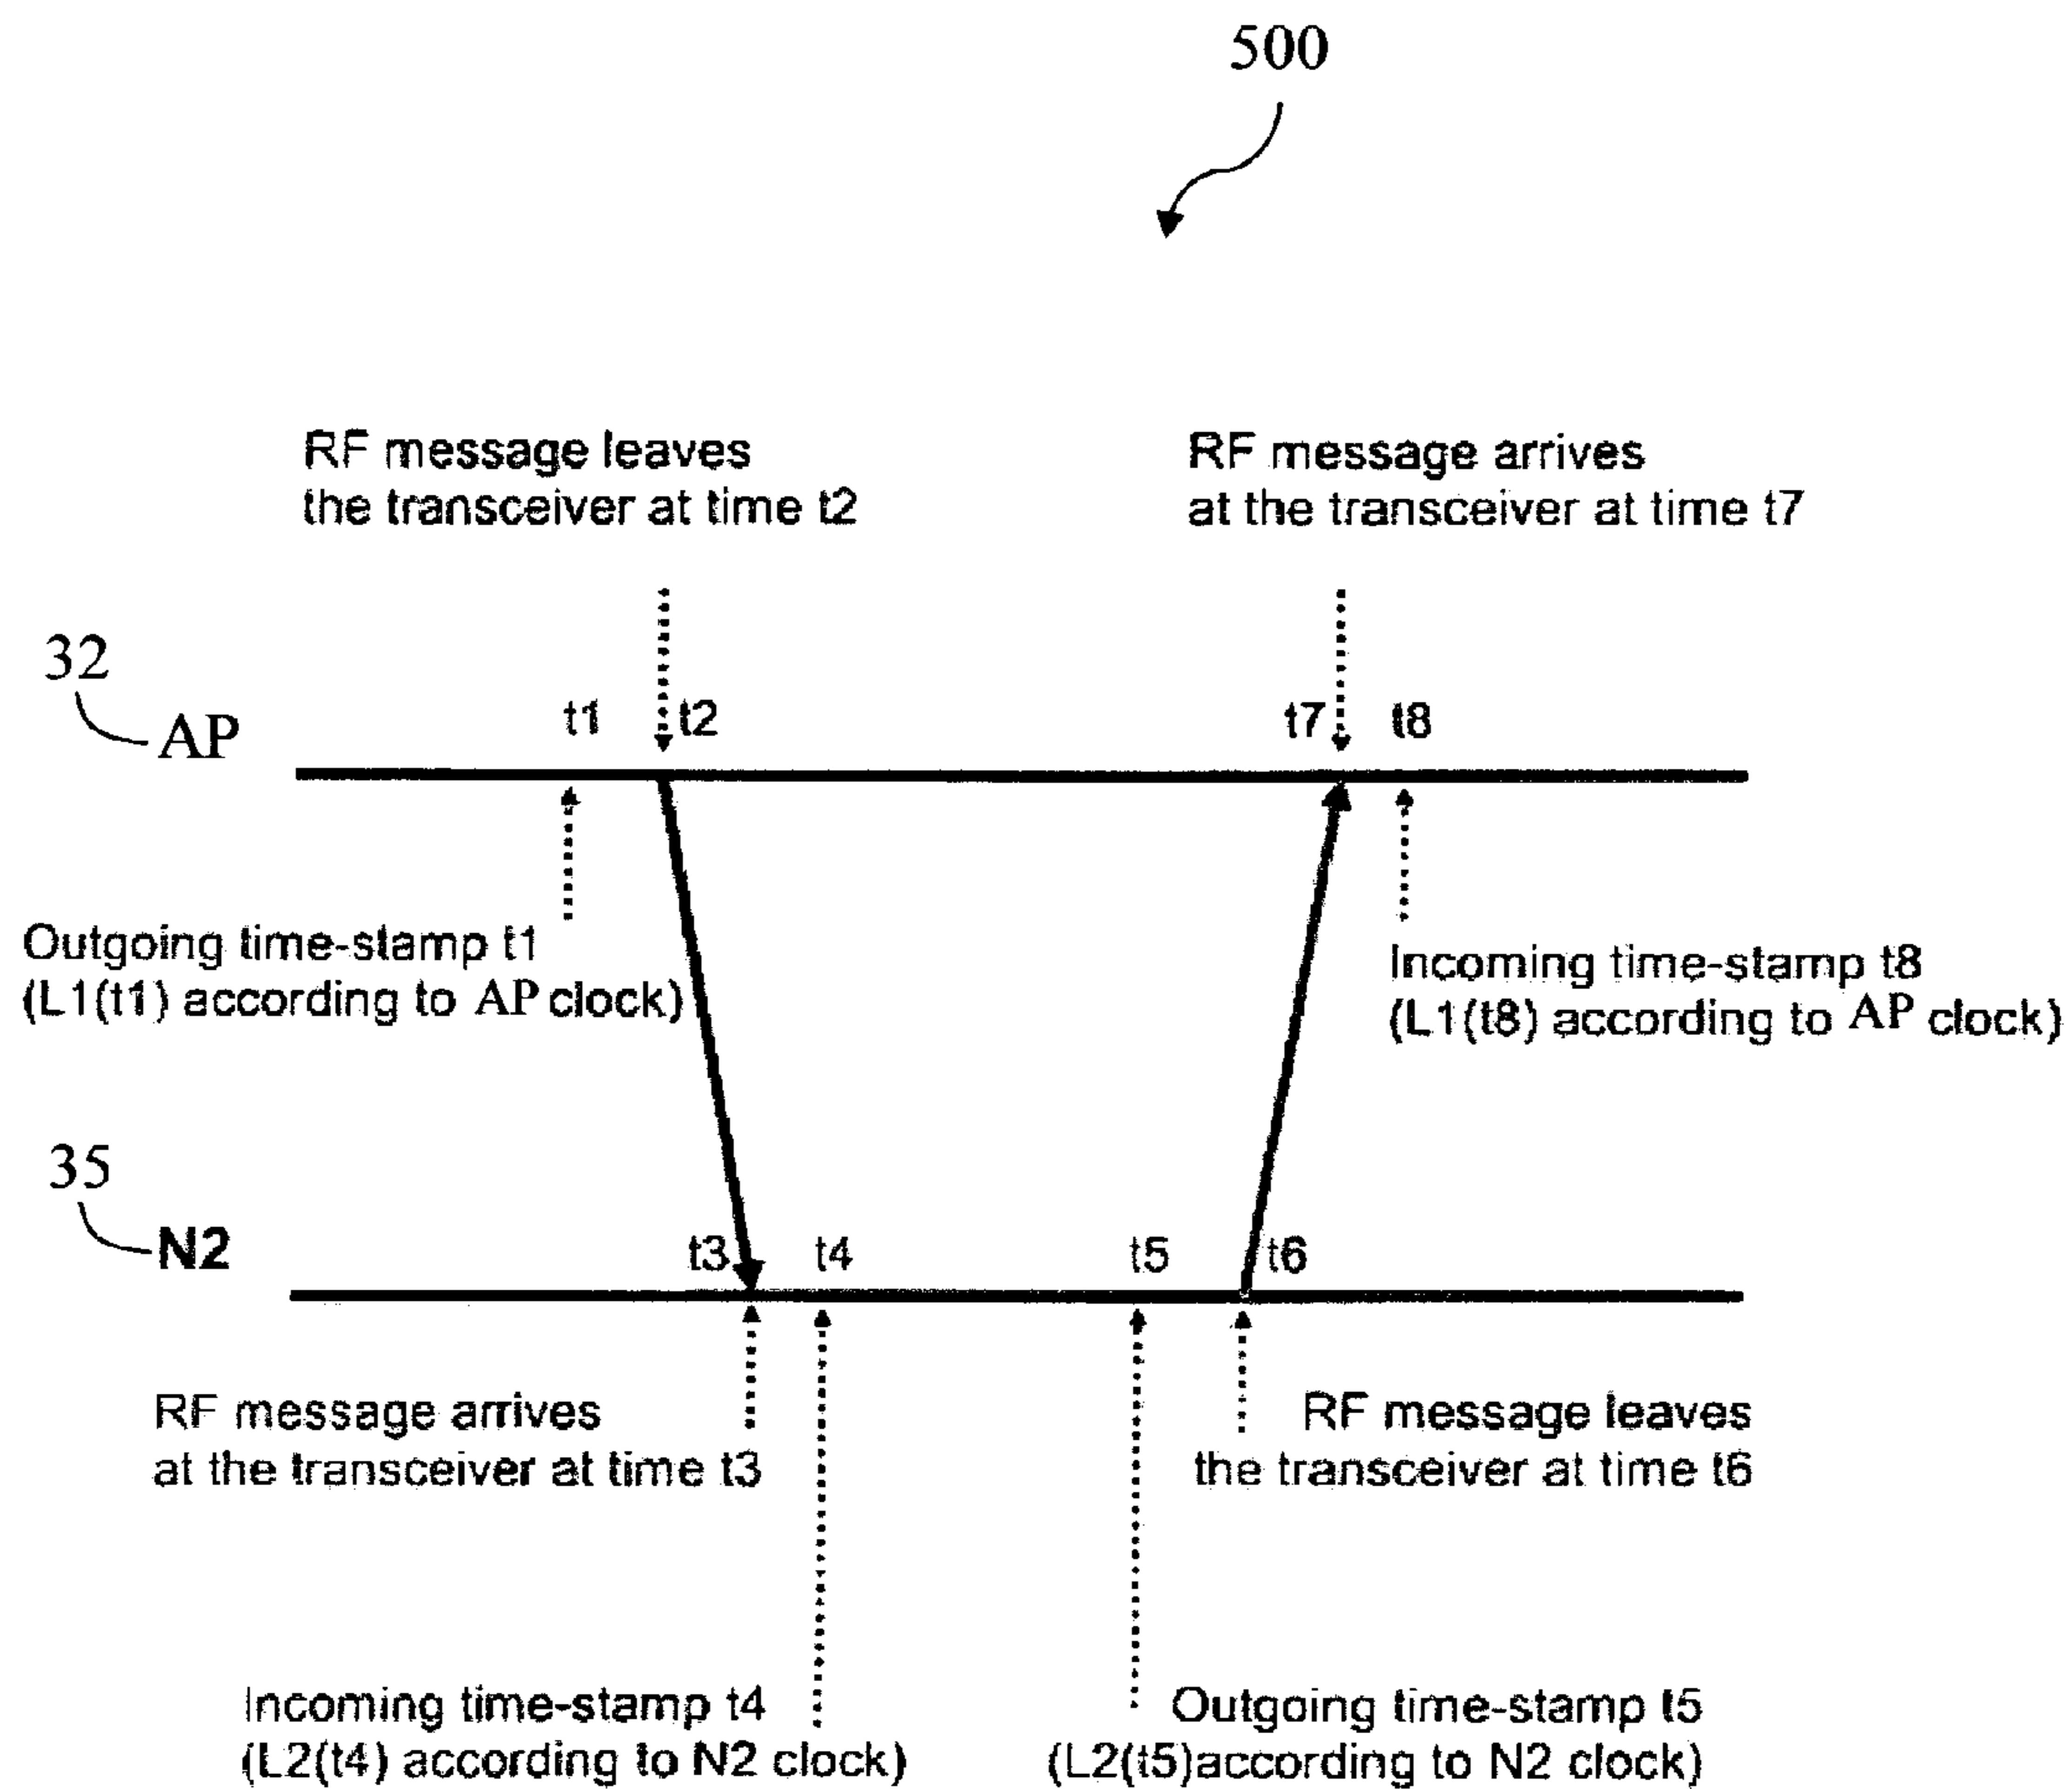 500
RF message leaves
the transceiver at time t2
RF message arrives
at the transceiver at time t7
32
AP
t1
t2
t7
t8
Outgoing time-stamp t1
(L1(t1) according to AP clock)
Incoming time-stamp t8
(L1(t8) according to AP clock)
35
N2
t3
t4
t5
t6
RF message arrives
at the transceiver at time t3
RF message leaves
the transceiver at time t6
Incoming time-stamp t4
(L2(t4) according to N2 clock)
Outgoing time-stamp t5
(L2(t5)according to N2 clock)